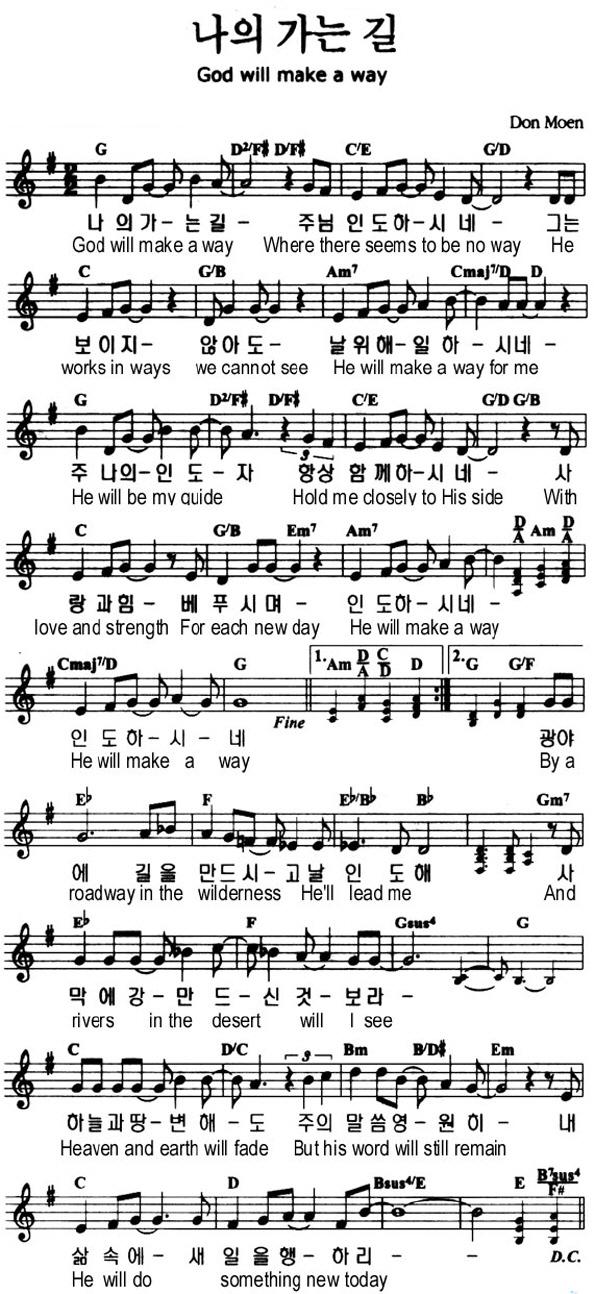 나의 가는 길
God will make a way
Don Moen
G D2/F# D/F# C/E G/D
나 의가- 는길- 주님 인 도하-시 네- 그는
God will make a way Where there seems to be no way He
C G/B Am7 Cmaj7/D D
보 이지- 않아 도- 날 위해-일 하- 시네-
works in ways we cannot see He will make a way for me
G D2/F# D/F# C/E G/D G/B
3
주 나의-인 도- 자 항상 함 께하-시 네- 사
He will be my guide Hold me closely to His side With
C G/B Em7 Am7 D/A Am D/A
랑 과힘- 베 푸 시며- 인 도하-시네-
love and strength For each new day He will make a way
Cmaj7/D G 1. Am D/A C/D D 2. G G/F
Fine
인 도 하-시- 네 광야
He will make a way By a
E♭ F E♭/B♭ B♭ Gm7
에 길을 만드시-고날 인 도 해 사
roadway in the wilderness He'll lead me And
E♭ F Gsus4 G
막 에 강- 만 드-신 것- 보라-
rivers in the desert will I see
C D/C Bm B/D# Em
3
하늘과땅-변 해- 도 주의 말 씀영-원 히- 내
Heaven and earth will fade But his word will still remain
C D Bsus4/E E B7sus4/F#
삶 속에- 새 일 을행- 하리- -
D.C.
He will do something new today